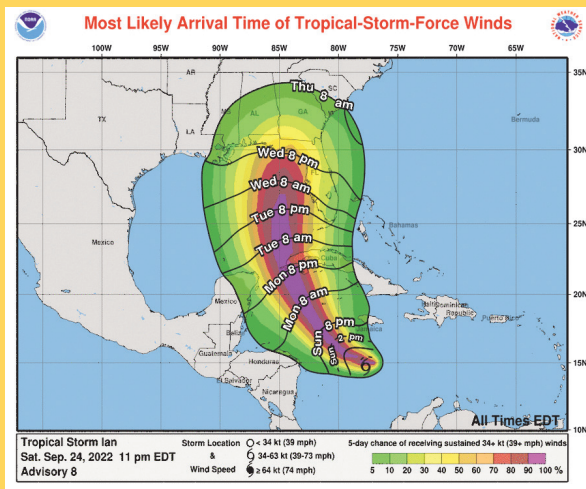 NOAA
Most Likely Arrival Time of Tropical-Storm-Force Winds
100W 95W 90W 85W 80W 75W 70W 65W
35N
30N
25N
20N
15N
10N
AR
SC
TX
LA
MS
AL
GA
FL
Bermuda
Mexico
Bahamas
Cuba
Mexico
Haiti
Dominican
Republic
Puerto Rico
Jamaica
Belize
Guatemala
Honduras
El Salvador
Nicaragua
Thu 8 am
Wed 8 pm
Wed 8 am
Tue 8 pm
Tue 8 am
Mon 8 pm
Mon 8 am
Sun 8 pm
Sun 2 pm
All Times EDT
Tropical Storm Ian
Sat. Sep. 24, 2022 11 pm EDT
Advisory 8
Storm Location
&
Wind Speed
< 34 kt (39 mph)
34-63 kt (39-73 mph)
≥ 64 kt (74 mph)
5-day chance of receiving sustained 34+ kt (39+ mph) winds
5 10 20 30 40 50 60 70 80 90 100 %